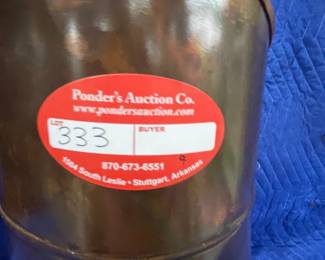 Ponder's Auction Co.
www.pondersauction.com
LOT
333
BUYER
870-673-6551
1504 South Leslie • Stuttgart, Arkansas